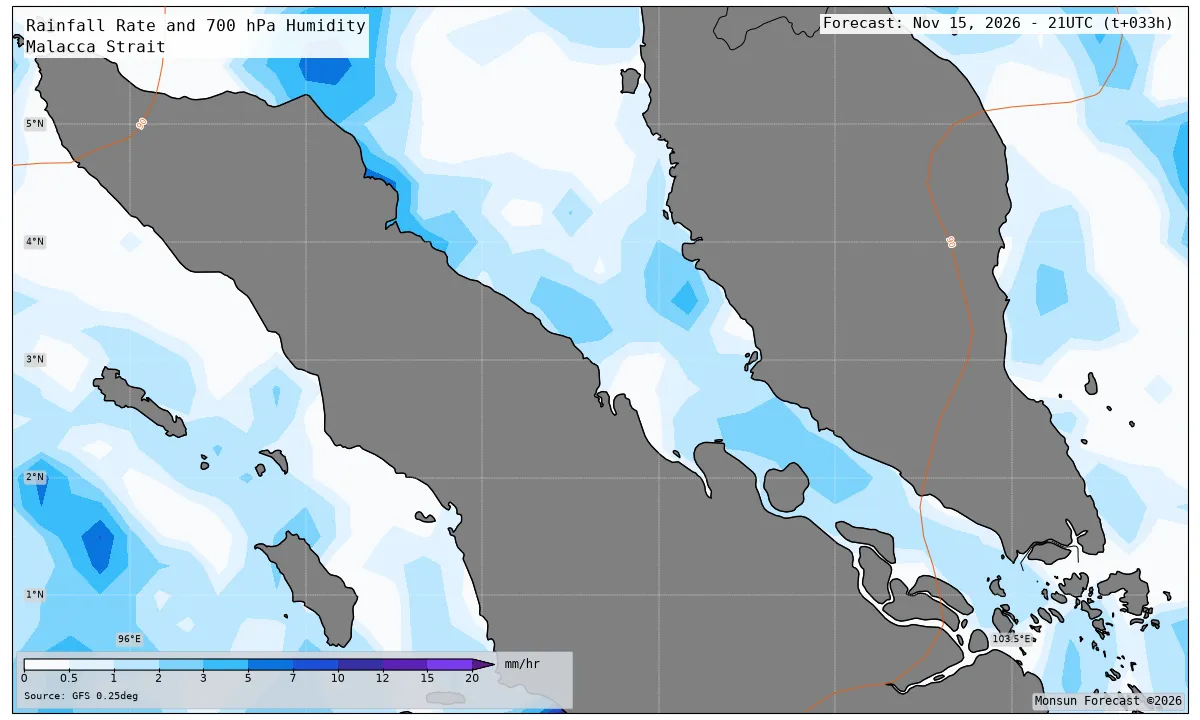 Rainfall Rate and 700 hPa Humidity
Malacca Strait
Forecast: Nov 15, 2026 - 21UTC (t+033h)
5°N
4°N
3°N
2°N
1°N
96°E
103.5°E
90
mm/hr
0 0.5 1 2 3 5 7 10 12 15 20
Source: GFS 0.25deg
Monsun Forecast ©2026